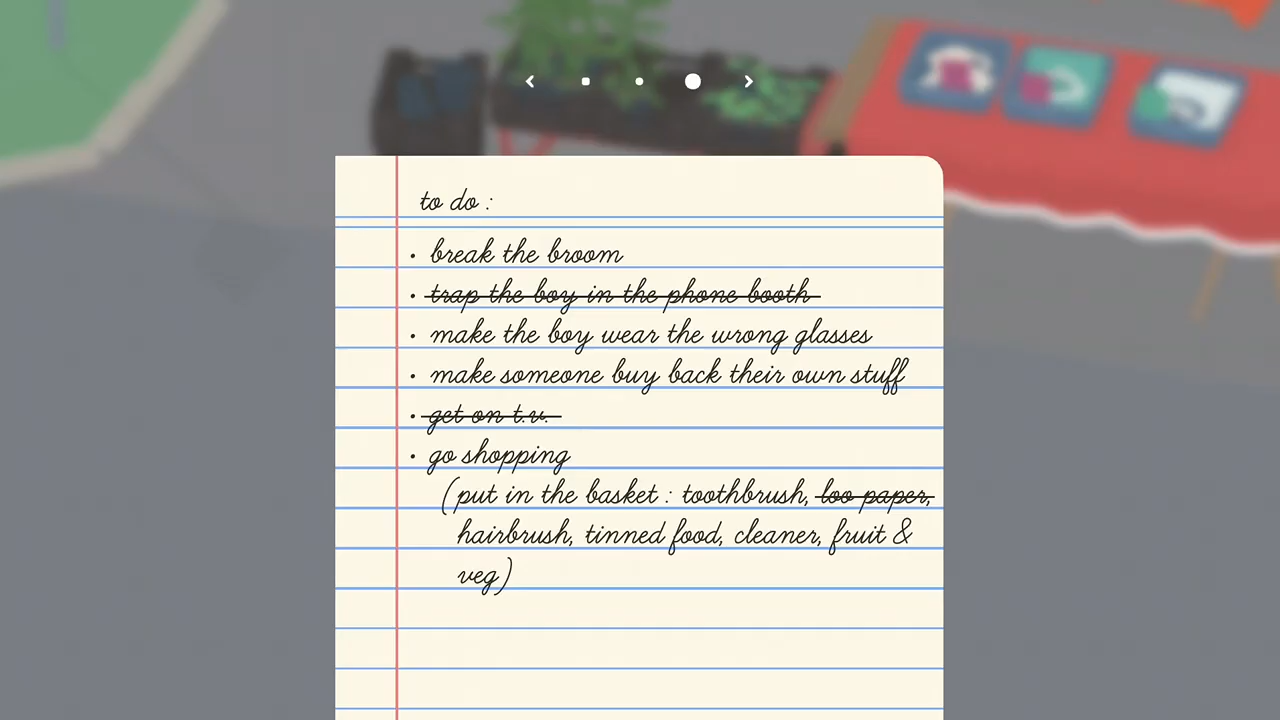 to do :
• break the broom
• trap the boy in the phone booth
• make the boy wear the wrong glasses
• make someone buy back their own stuff
• get on t.v.
• go shopping
(put in the basket : toothbrush, loo paper,
hairbrush, tinned food, cleaner, fruit &
veg)